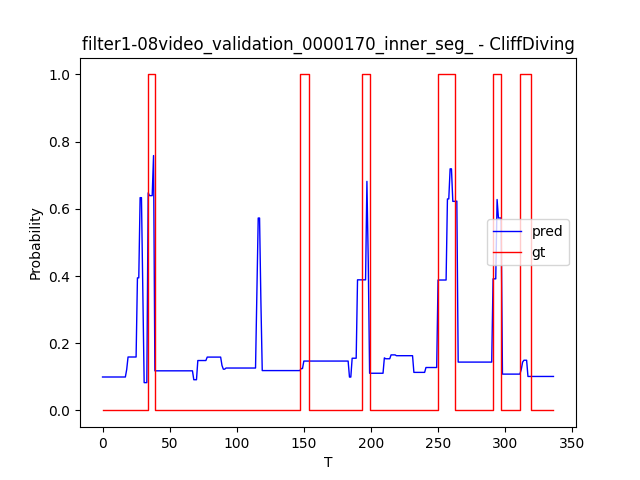 filter1-08video_validation_0000170_inner_seg_ - CliffDiving
1.0
0.8
0.6
0.4
0.2
0.0
Probability
pred
gt
0 50 100 150 200 250 300 350
T